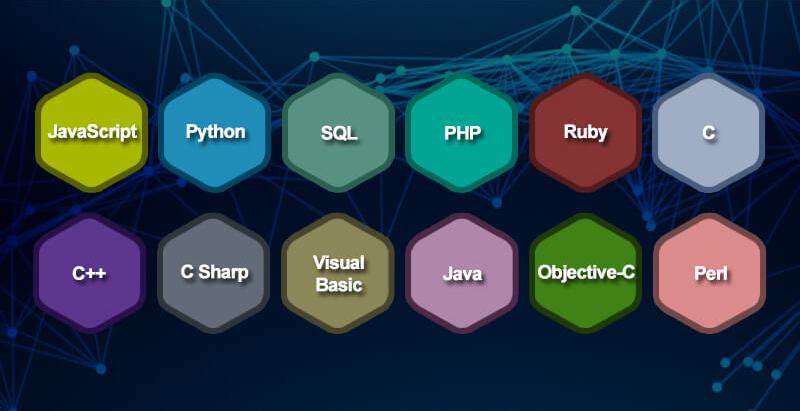 JavaScript
Python
SQL
PHP
Ruby
C
C++
C Sharp
Visual
Basic
Java
Objective-C
Perl